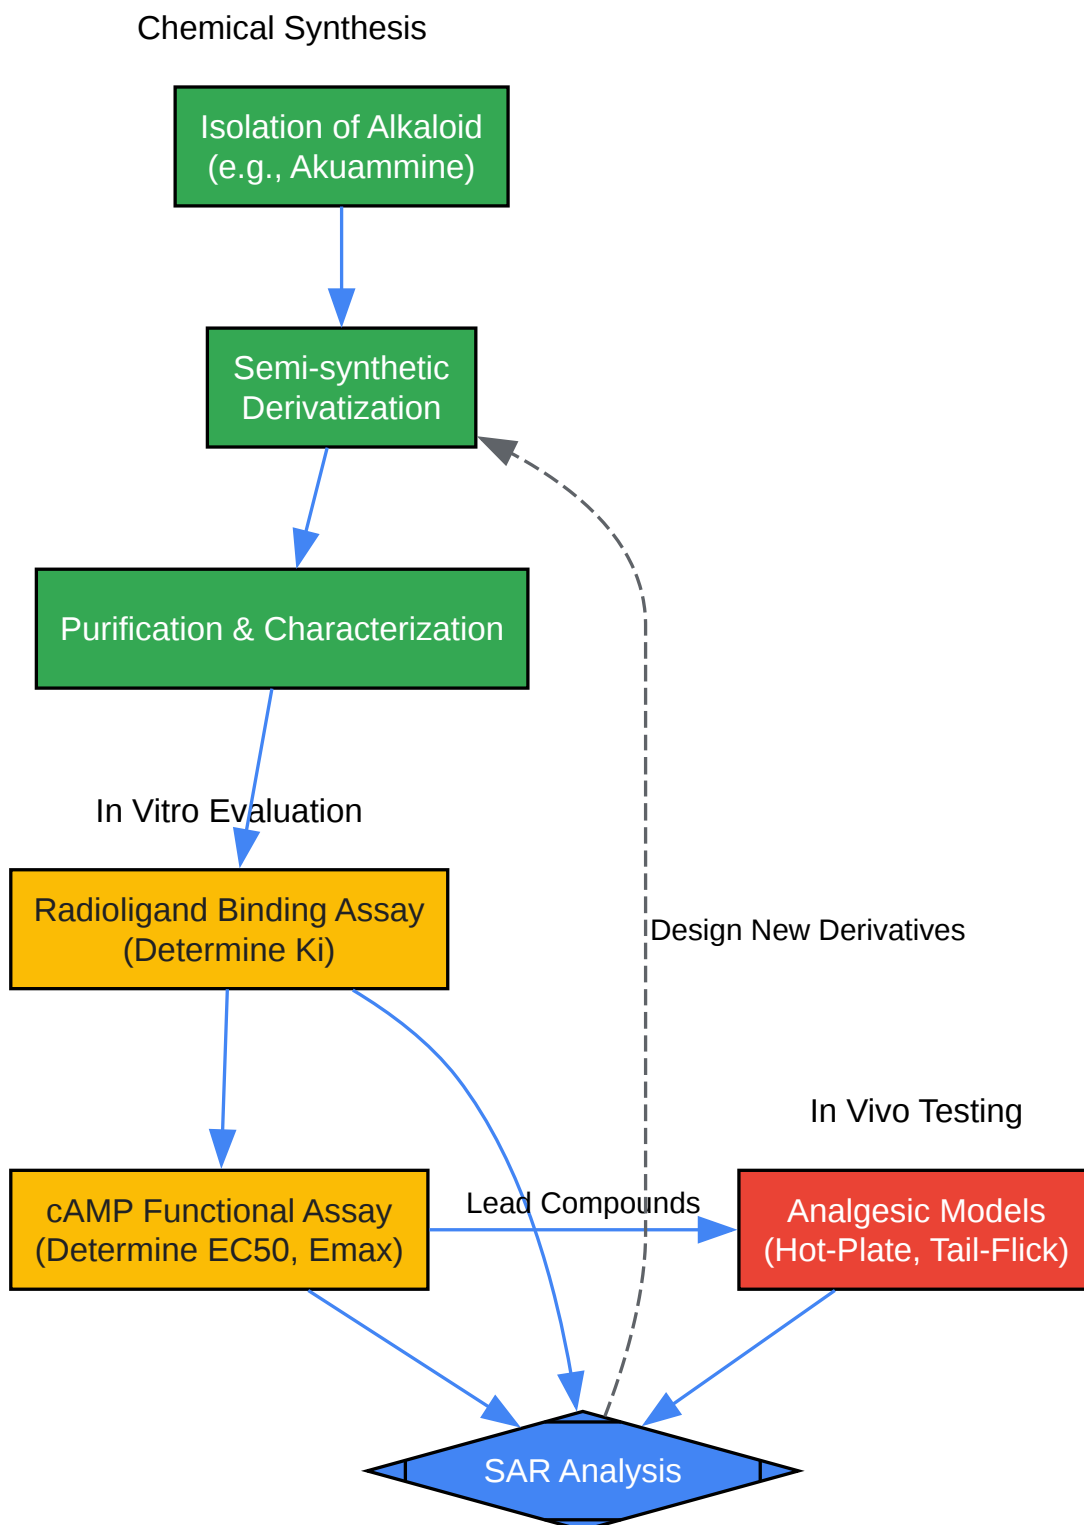 Chemical Synthesis
Isolation of Alkaloid
(e.g., Akuammine)
Semi-synthetic
Derivatization
Purification & Characterization
In Vitro Evaluation
Radioligand Binding Assay
(Determine Ki)
Design New Derivatives
In Vivo Testing
cAMP Functional Assay
(Determine EC50, Emax)
Lead Compounds
Analgesic Models
(Hot-Plate, Tail-Flick)
SAR Analysis